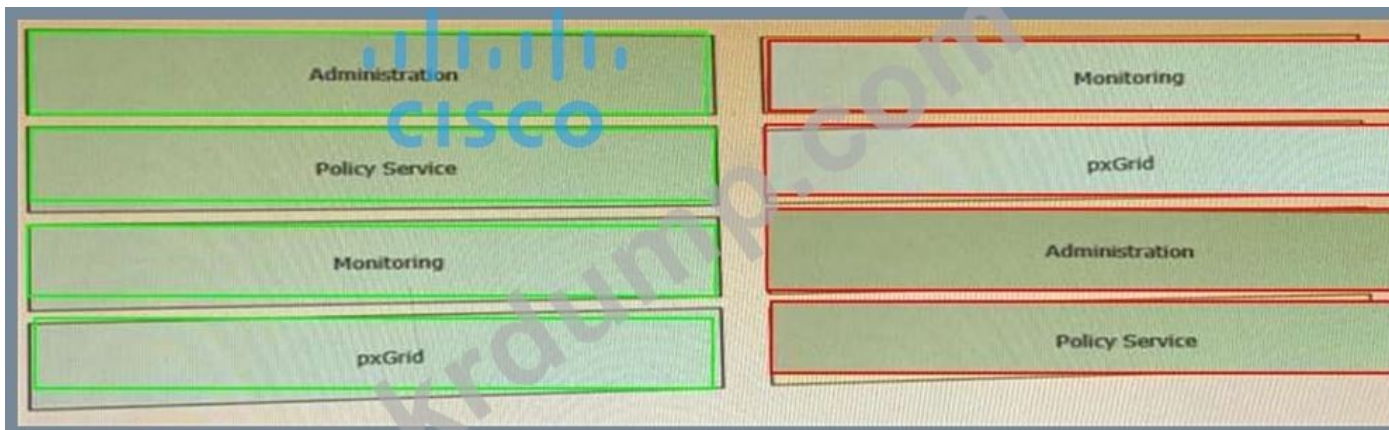 Administration
Monitoring
CISCO
Policy Service
pxGrid
Monitoring
Administration
pxGrid
Policy Service
krdump.com